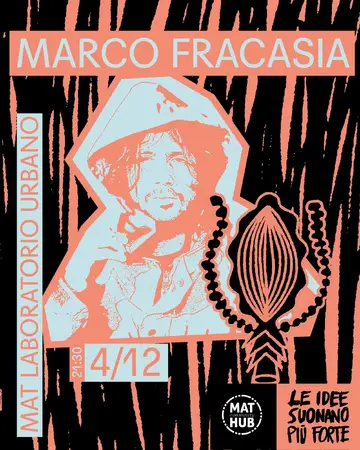 MARCO FRACASIA
MAT LABORATORIO URBANO
21:30
4/12
MAT
HUB
LE IDEE
SUONANO
PIÙ FORTE